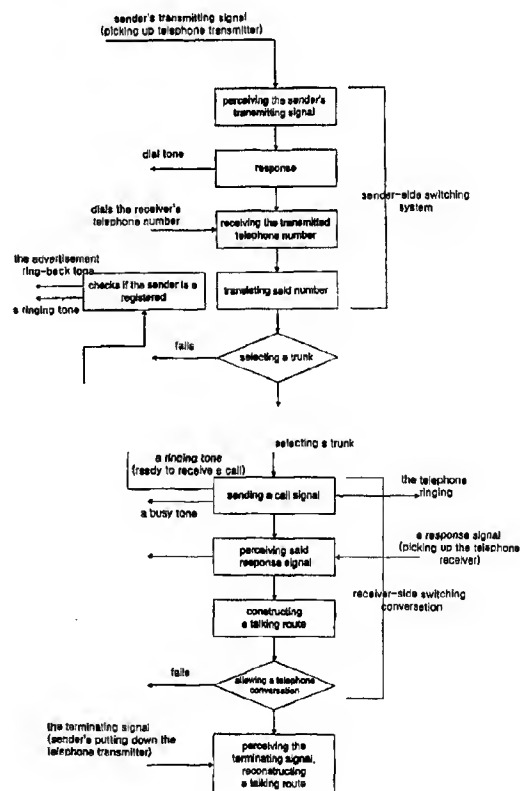 sender's transmitting signal
(picking up telephone transmitter)
perceiving the sender's
transmitting signal
dial tone
response
sender-side switching
system
dials the receiver's
telephone number
receiving the transmitted
telephone number
the advertisement
ring-back tone
checks if the sender is a
registered
translating said number
a ringing tone
fails
selecting a trunk
a ringing tone
(ready to receive a call)
selecting a trunk
sending a call signal
the telephone
ringing
a busy tone
perceiving said
response signal
a response signal
(picking up the telephone
receiver)
receiver-side switching
conversation
constructing
a talking route
fails
allowing a telephone
conversation
the terminating signal
(sender's putting down the
telephone transmitter)
perceiving the
terminating signal,
reconstructing
a talking route